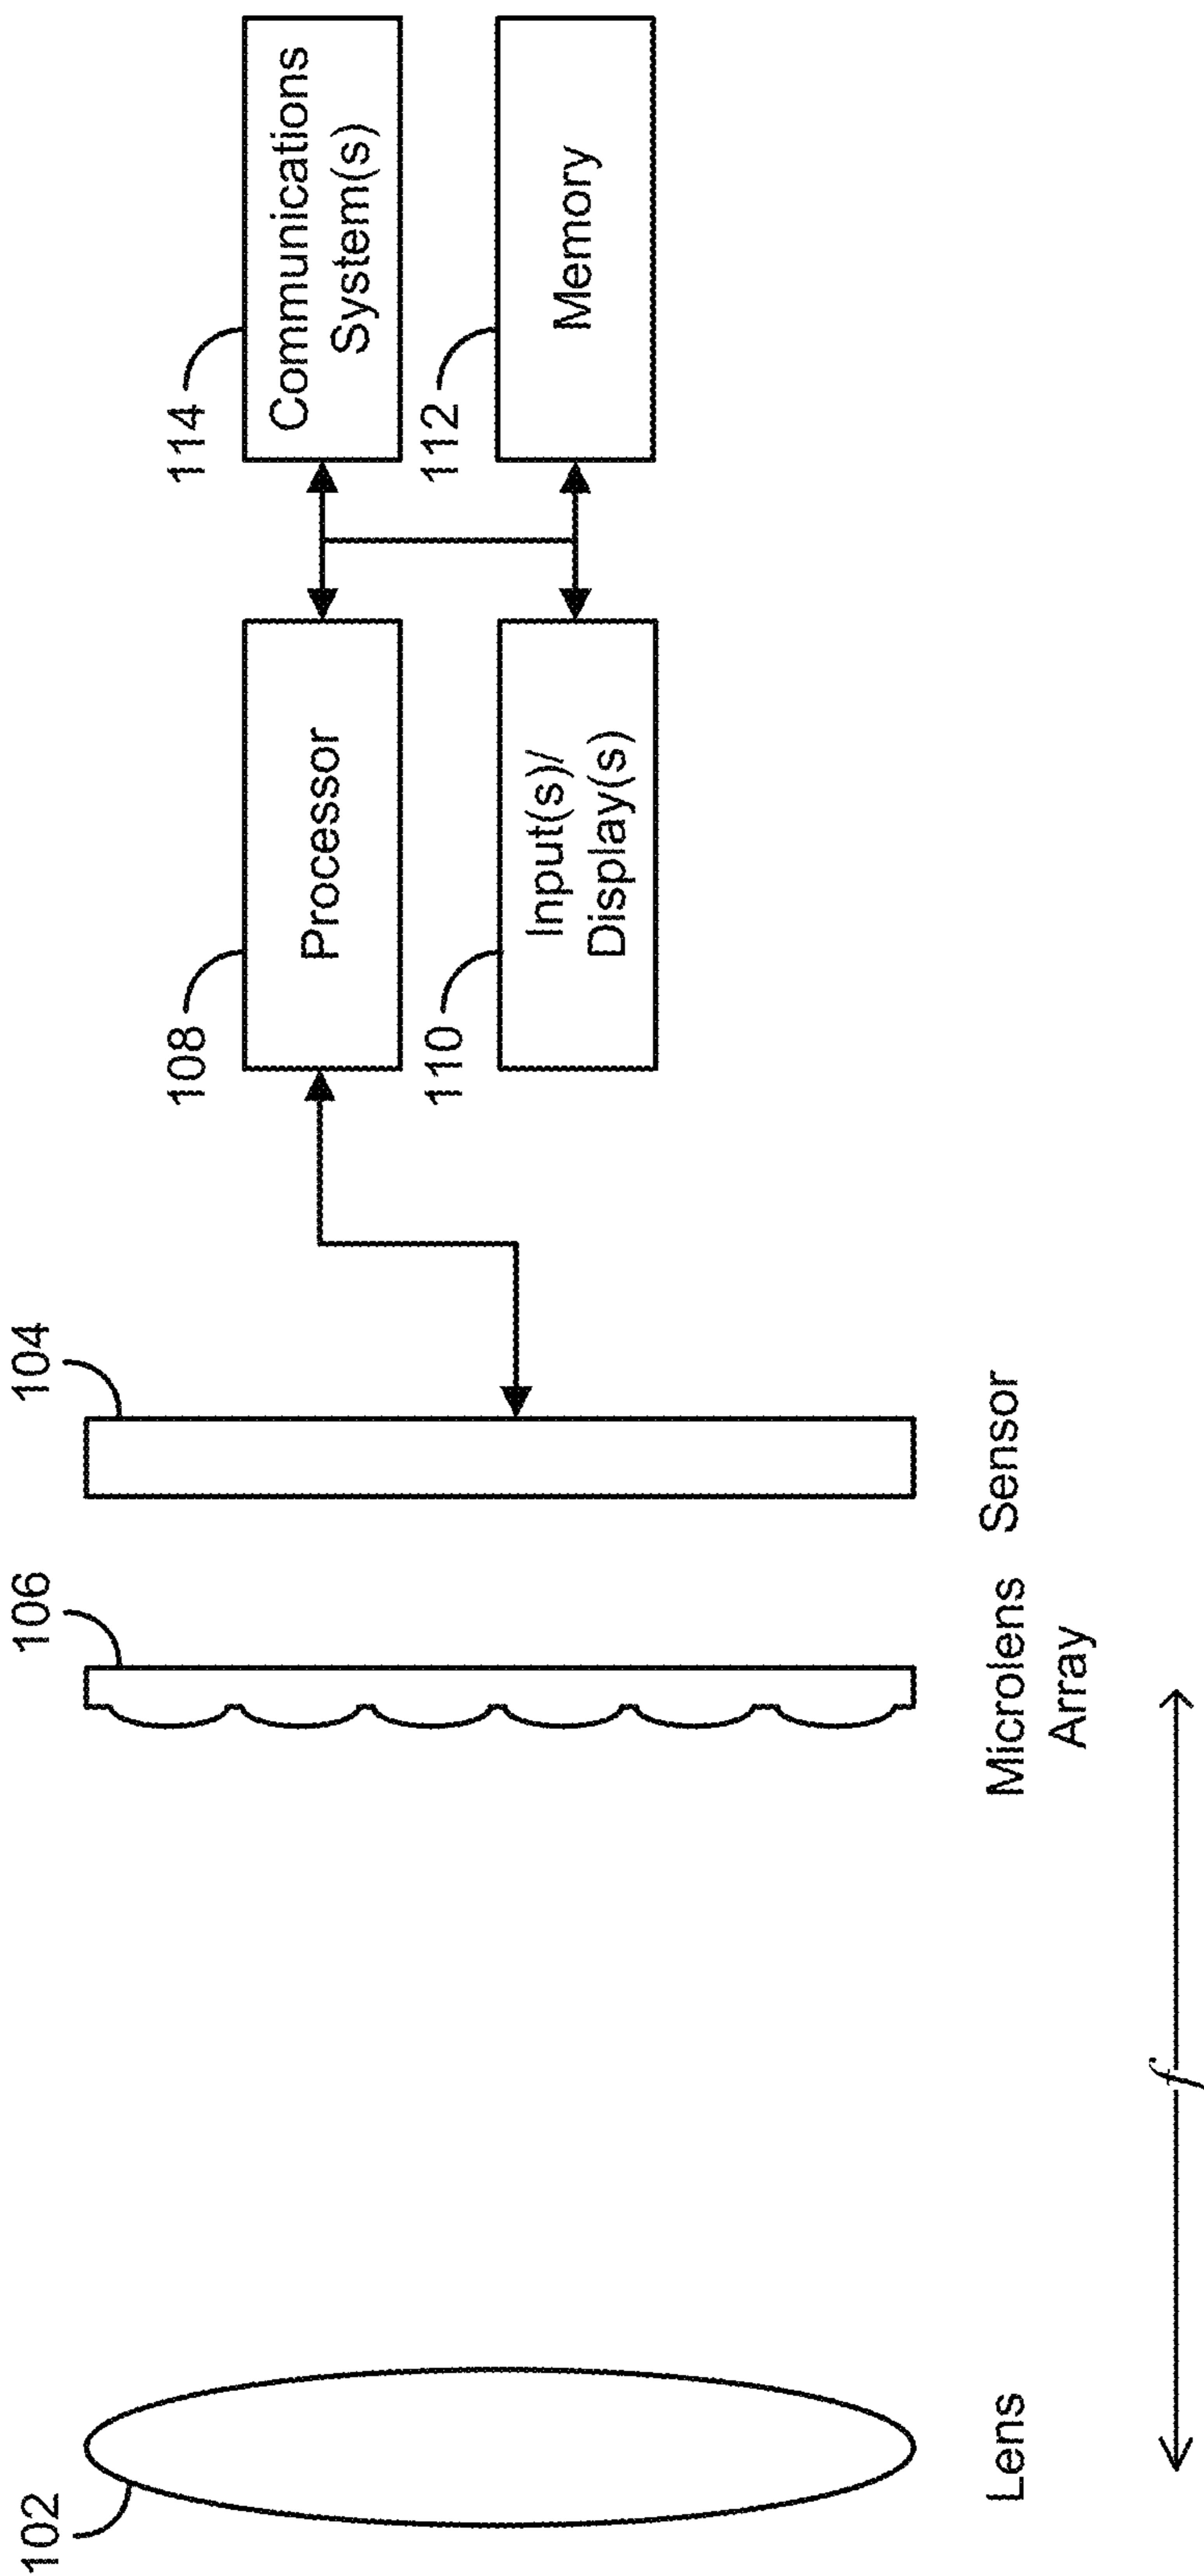 102
106
104
108
114
Processor
Communications
System(s)
110
112
Input(s)/
Display(s)
Memory
Lens
Microlens
Array
Sensor
f